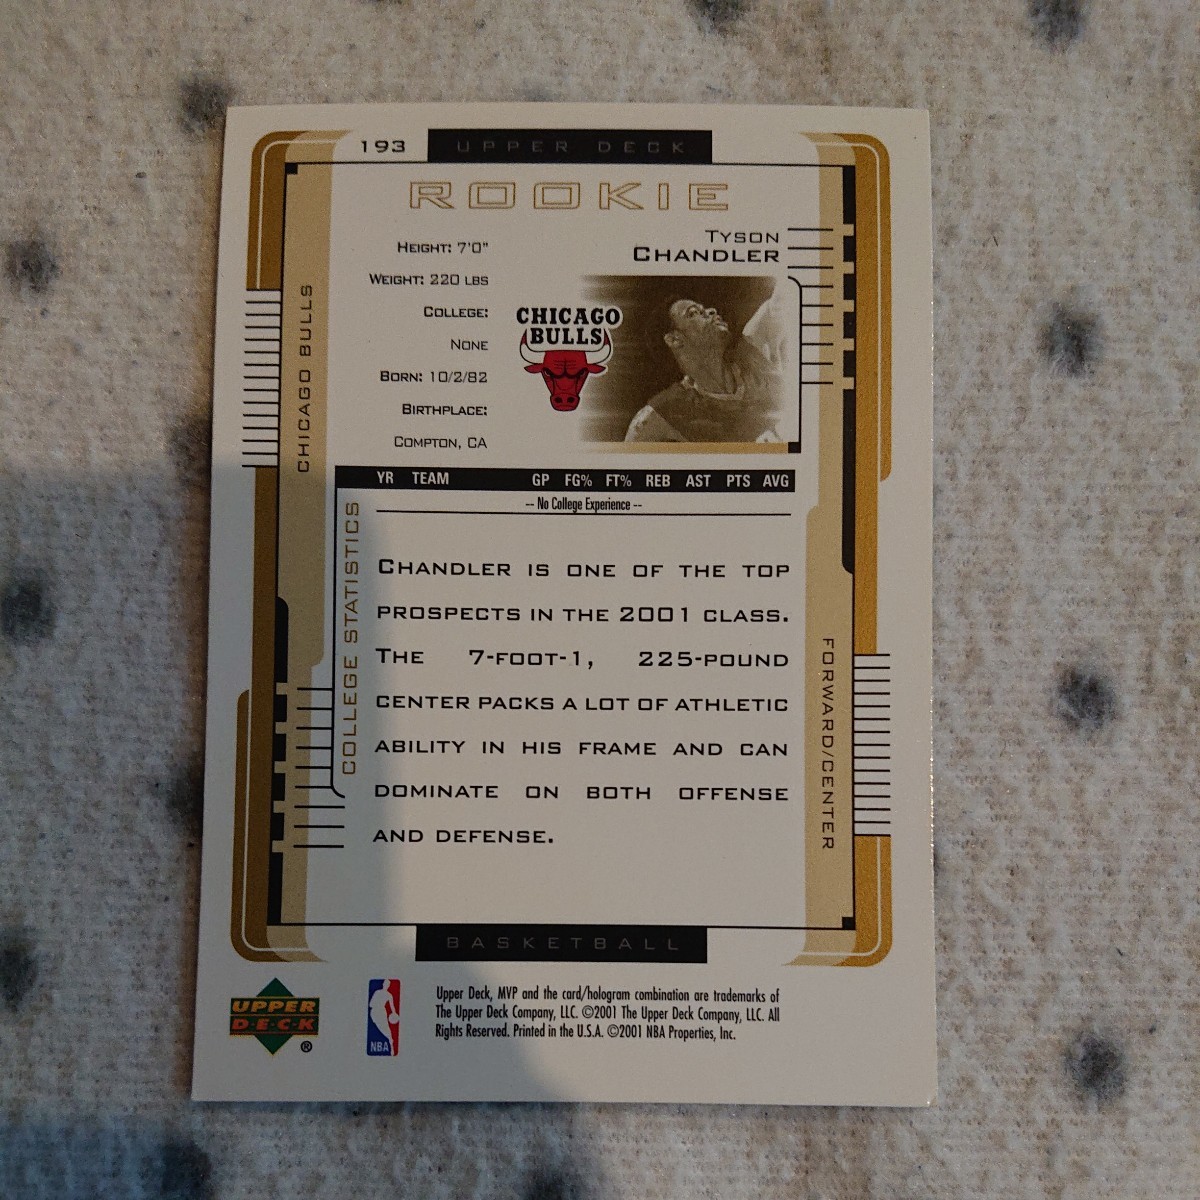 193
UPPER DECK
ROOKIE
TYSON
CHANDLER
HEIGHT: 7'0"
WEIGHT: 220 LBS
COLLEGE:
NONE
BORN: 10/2/82
BIRTHPLACE:
COMPTON, CA
CHICAGO
BULLS
CHICAGO BULLS
YR TEAM GP FG% FT% REB AST PTS AVG
-- No College Experience --
COLLEGE STATISTICS
CHANDLER IS ONE OF THE TOP
PROSPECTS IN THE 2001 CLASS.
THE 7-FOOT-1, 225-POUND
CENTER PACKS A LOT OF ATHLETIC
ABILITY IN HIS FRAME AND CAN
DOMINATE ON BOTH OFFENSE
AND DEFENSE.
FORWARD/CENTER
BASKETBALL
UPPER
DECK
®
NBA
Upper Deck, MVP and the card/hologram combination are trademarks of
The Upper Deck Company, LLC. ©2001 The Upper Deck Company, LLC. All
Rights Reserved. Printed in the U.S.A. ©2001 NBA Properties, Inc.